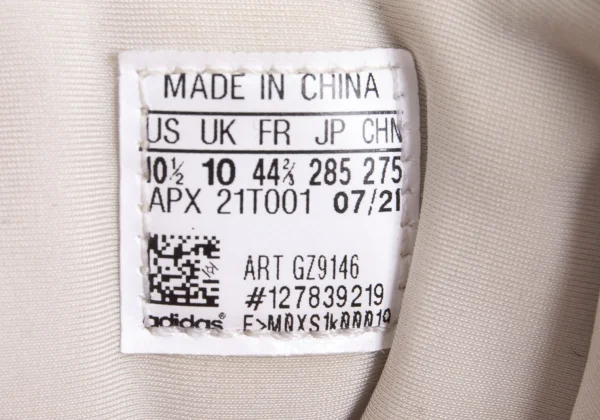 MADE IN CHINA
US UK FR JP CHN
10½ 10 44⅔ 285 275
APX 21T001 07/21
ART GZ9146
#127839219
adidas®